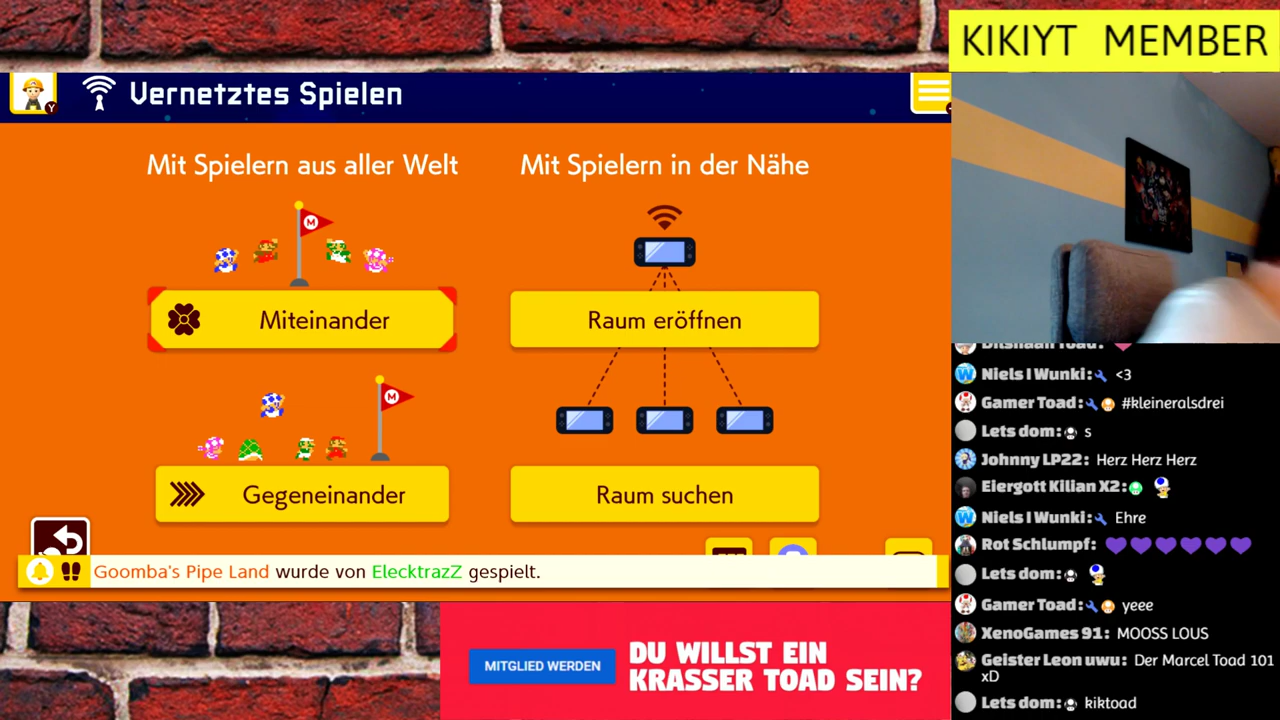 KIKIYT MEMBER
Vernetztes Spielen
Y
Mit Spielern aus aller Welt
Mit Spielern in der Nähe
M
Miteinander
Raum eröffnen
M
Gegeneinander
Raum suchen
Goomba's Pipe Land wurde von ElecktrazZ gespielt.
MITGLIED WERDEN
DU WILLST EIN
KRASSER TOAD SEIN?
Niels I Wunki: <3
Gamer Toad: #kleineralsdrei
Lets dom: s
Johnny LP22: Herz Herz Herz
Eiergott Kilian X2:
Niels I Wunki: Ehre
Rot Schlumpf: 💜💜💜💜💜💜
Lets dom:
Gamer Toad: yeee
XenoGames 91: MOOSS LOUS
Geister Leon uwu: Der Marcel Toad 101
xD
Lets dom: kiktoad